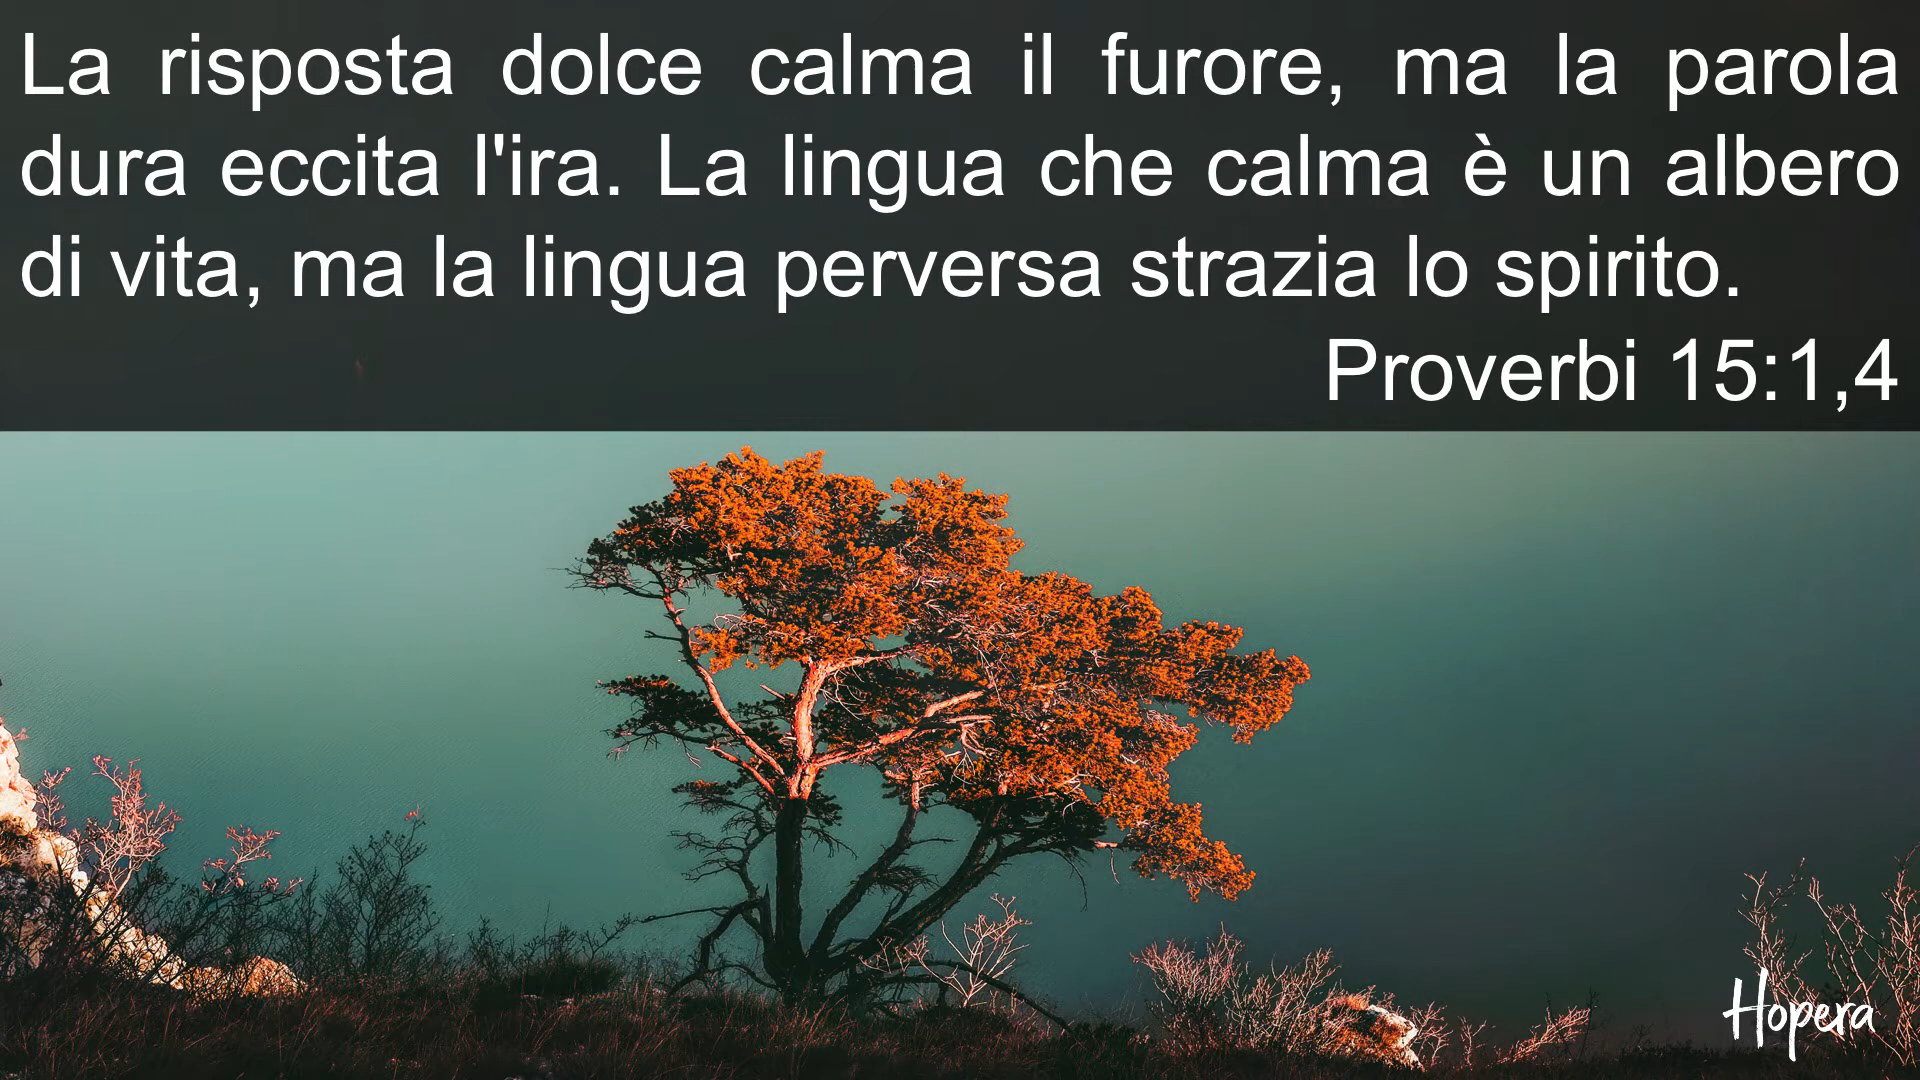 La risposta dolce calma il furore, ma la parola
dura eccita l'ira. La lingua che calma è un albero
di vita, ma la lingua perversa strazia lo spirito.
Proverbi 15:1,4
Hopera